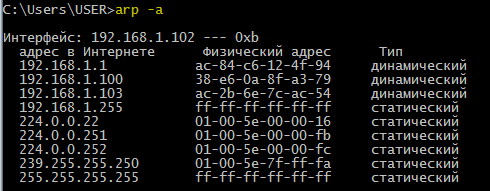 C:\Users\USER>arp -a
Интерфейс: 192.168.1.102 --- 0xb
адрес в Интернете Физический адрес Тип
192.168.1.1 ac-84-c6-12-4f-94 динамический
192.168.1.100 38-e6-0a-8f-a3-79 динамический
192.168.1.103 ac-2b-6e-7c-ac-54 динамический
192.168.1.255 ff-ff-ff-ff-ff-ff статический
224.0.0.22 01-00-5e-00-00-16 статический
224.0.0.251 01-00-5e-00-00-fb статический
224.0.0.252 01-00-5e-00-00-fc статический
239.255.255.250 01-00-5e-7f-ff-fa статический
255.255.255.255 ff-ff-ff-ff-ff-ff статический